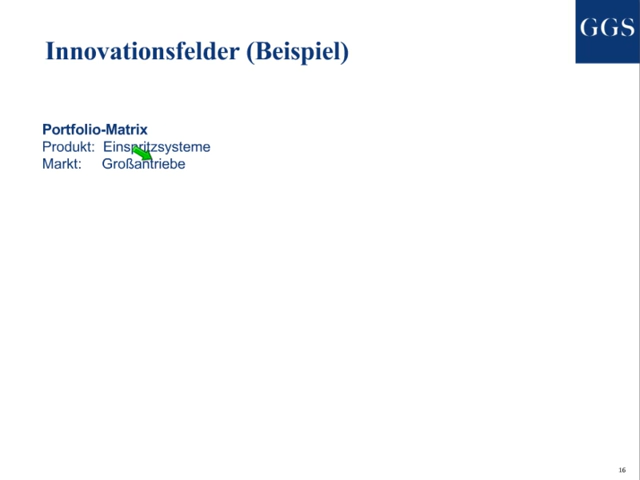 GGS
Innovationsfelder (Beispiel)
Portfolio-Matrix
Produkt: Einspritzsysteme
Markt: Großantriebe
16